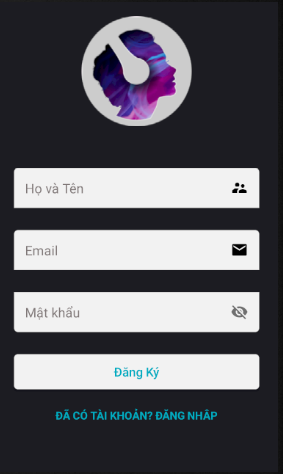 Họ và Tên
Email
Mật khẩu
Đăng Ký
ĐÃ CÓ TÀI KHOẢN? ĐĂNG NHẬP